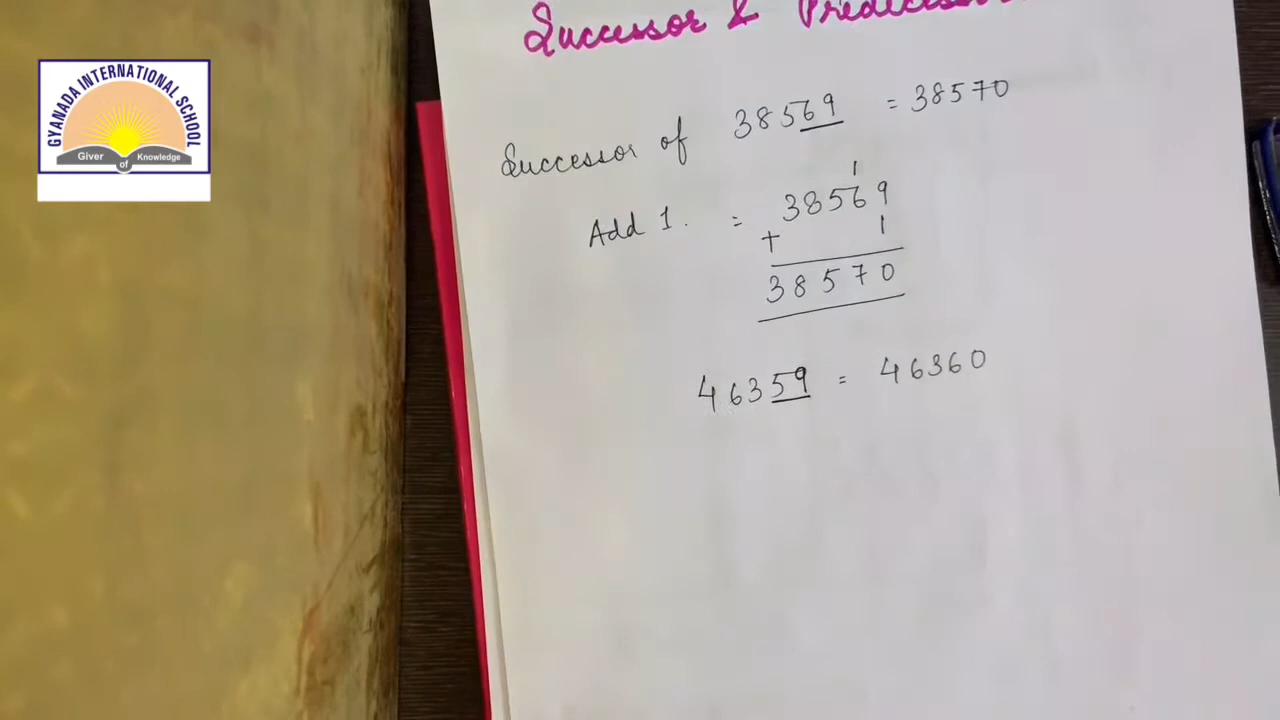 GYANADA INTERNATIONAL SCHOOL
Giver of Knowledge
Successor &
Successor of 38569 = 38570
1
Add 1. = 38569
+ 1
38570
46359 = 46360